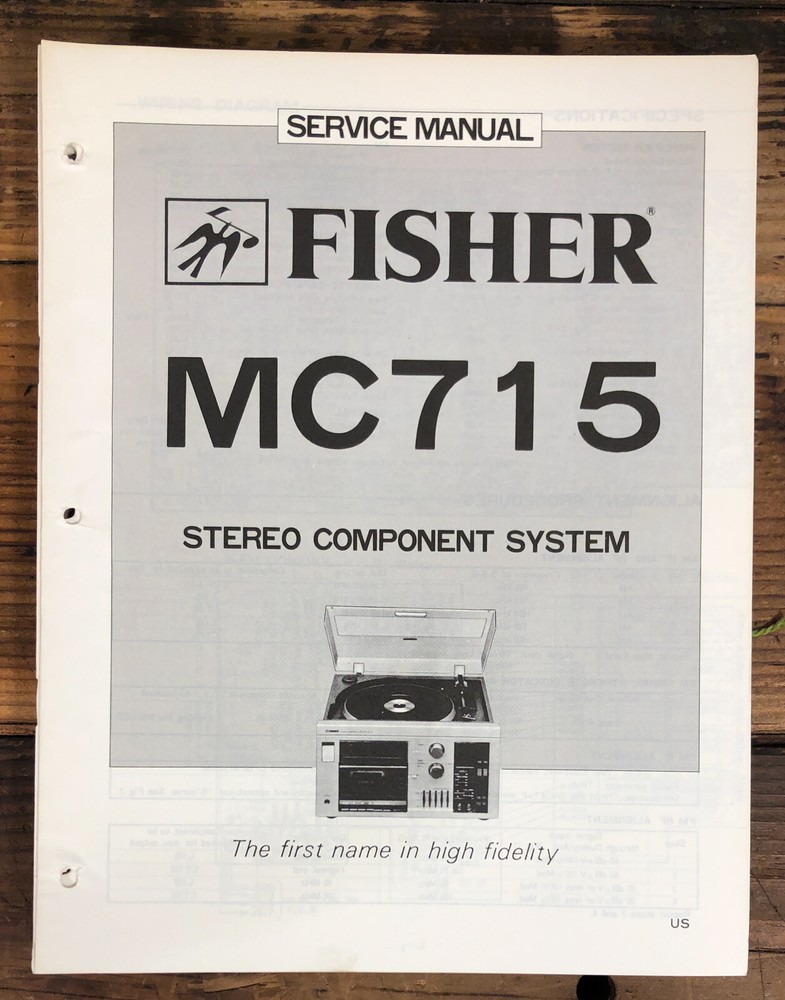 SERVICE MANUAL
FISHER®
MC715
STEREO COMPONENT SYSTEM
The first name in high fidelity
US